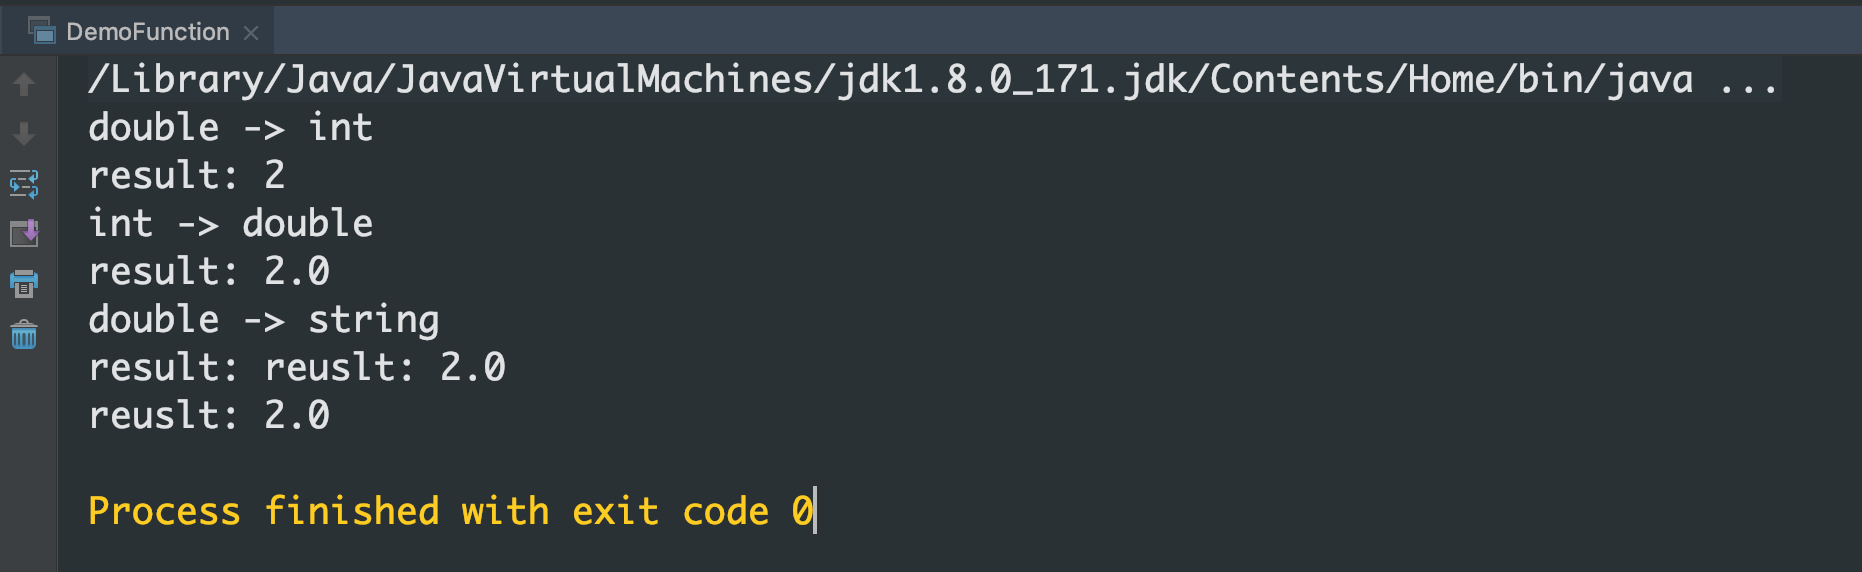 DemoFunction
/Library/Java/JavaVirtualMachines/jdk1.8.0_171.jdk/Contents/Home/bin/java ...
double -> int
result: 2
int -> double
result: 2.0
double -> string
result: reuslt: 2.0
reuslt: 2.0
Process finished with exit code 0